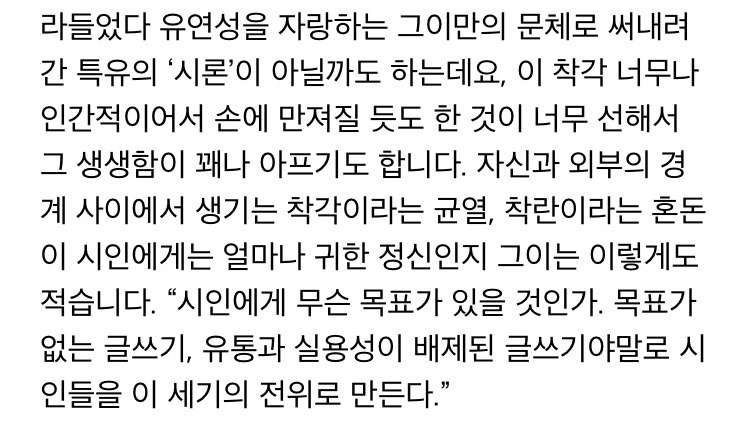 라들었다 유연성을 자랑하는 그이만의 문체로 써내려
간 특유의 ‘시론’이 아닐까도 하는데요, 이 착각 너무나
인간적이어서 손에 만져질 듯도 한 것이 너무 선해서
그 생생함이 꽤나 아프기도 합니다. 자신과 외부의 경
계 사이에서 생기는 착각이라는 균열, 착란이라는 혼돈
이 시인에게는 얼마나 귀한 정신인지 그이는 이렇게도
적습니다. “시인에게 무슨 목표가 있을 것인가. 목표가
없는 글쓰기, 유통과 실용성이 배제된 글쓰기야말로 시
인들을 이 세기의 전위로 만든다.”